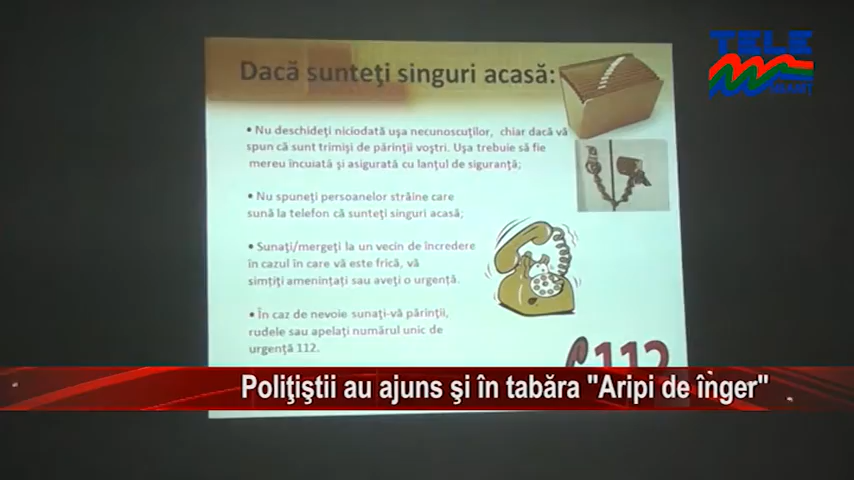 TELE
NEAMŢ
Dacă sunteţi singuri acasă:
• Nu deschideţi niciodată uşa necunoscuţilor, chiar dacă vă
spun că sunt trimişi de părinţii voştri. Uşa trebuie să fie
mereu încuiată şi asigurată cu lanţul de siguranţă;
• Nu spuneţi persoanelor străine care
sună la telefon că sunteţi singuri acasă;
• Sunaţi/mergeţi la un vecin de încredere
în cazul în care vă este frică, vă
simţiţi ameninţaţi sau aveţi o urgenţă.
• În caz de nevoie sunaţi-vă părinţii,
rudele sau apelaţi numărul unic de
urgenţă 112.
112
Poliţiştii au ajuns şi în tabăra "Aripi de înger"